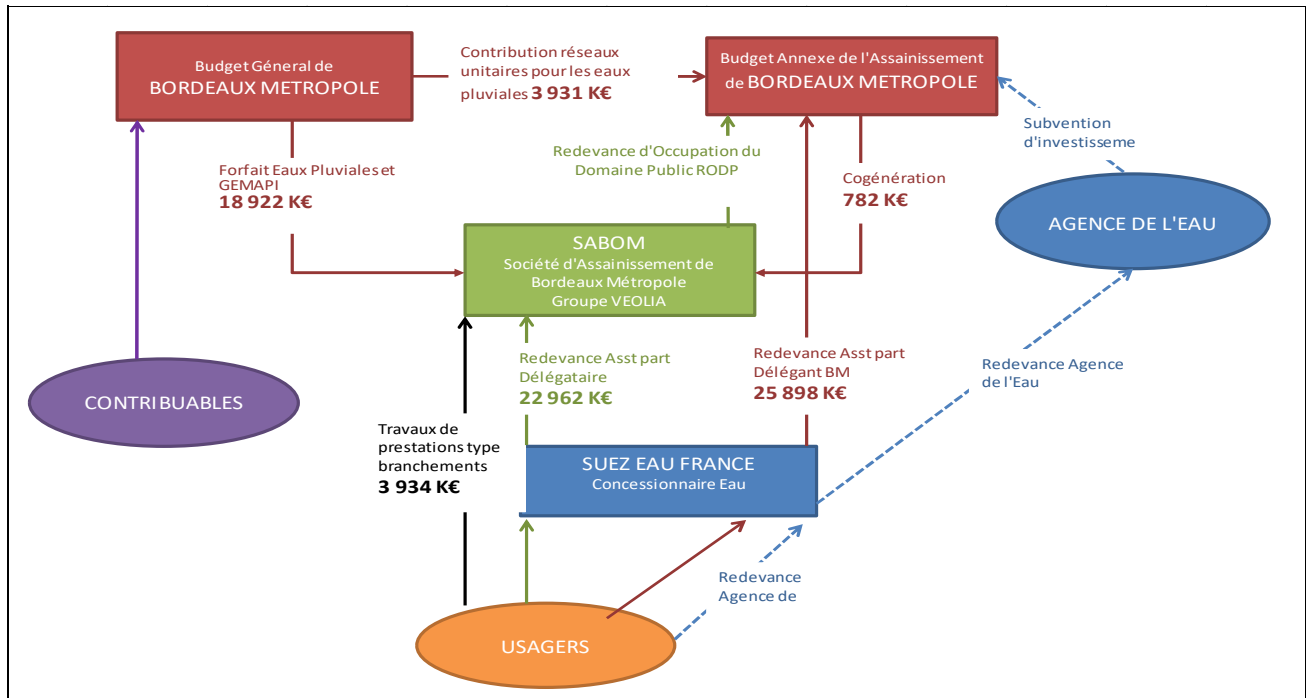 Budget Général de
BORDEAUX METROPOLE
Contribution réseaux
unitaires pour les eaux
pluviales 3 931 K€
Budget Annexe de l'Assainissement
de BORDEAUX METROPOLE
Subvention
d'investisseme
Forfait Eaux Pluviales et
GEMAPI
18 922 K€
Redevance d'Occupation du
Domaine Public RODP
Cogénération
782 K€
AGENCE DE L'EAU
SABOM
Société d'Assainissement de
Bordeaux Métropole
Groupe VEOLIA
CONTRIBUABLES
Redevance Asst part
Délégataire
22 962 K€
Redevance Asst part
Délégant BM
25 898 K€
Redevance Agence
de l'Eau
Travaux de
prestations type
branchements
3 934 K€
SUEZ EAU FRANCE
Concessionnaire Eau
Redevance
Agence de
USAGERS